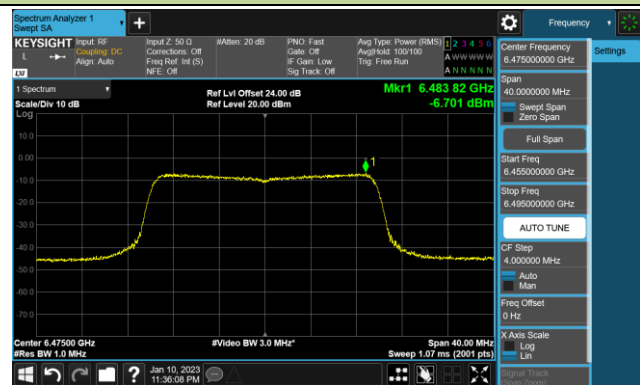 Spectrum Analyzer 1
Swept SA
+
Frequency
KEYSIGHT
L
LXI
Input: RF
Coupling: DC
Align: Auto
Input Z: 50 Ω
Corrections: Off
Freq Ref: Int (S)
NFE: Off
#Atten: 20 dB
PNO: Fast
Gate: Off
IF Gain: Low
Sig Track: Off
Avg Type: Power (RMS)
Avg|Hold: 100/100
Trig: Free Run
1 2 3 4 5 6
A W W W W W
A N N N N N
1 Spectrum
Scale/Div 10 dB
Log
Ref Lvl Offset 24.00 dB
Ref Level 20.00 dBm
Mkr1 6.483 82 GHz
-6.701 dBm
10.0
0.00
-10.0
-20.0
-30.0
-40.0
-50.0
-60.0
-70.0
1
Center 6.47500 GHz
#Res BW 1.0 MHz
#Video BW 3.0 MHz*
Span 40.00 MHz
Sweep 1.07 ms (2001 pts)
Center Frequency
6.475000000 GHz
Span
40.0000000 MHz
Swept Span
Zero Span
Full Span
Start Freq
6.455000000 GHz
Stop Freq
6.495000000 GHz
AUTO TUNE
CF Step
4.000000 MHz
Auto
Man
Freq Offset
0 Hz
X Axis Scale
Log
Lin
Signal Track
(Span Zoom)
Settings
?
Jan 10, 2023
11:36:08 PM